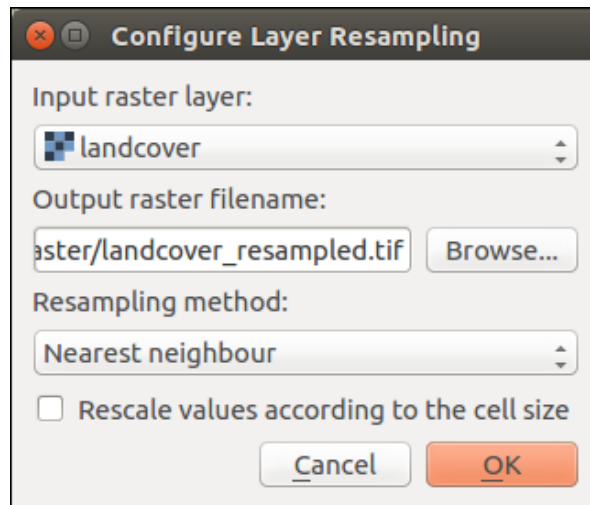 Configure Layer Resampling
Input raster layer:
landcover
Output raster filename:
aster/landcover_resampled.tif Browse...
Resampling method:
Nearest neighbour
Rescale values according to the cell size
Cancel OK